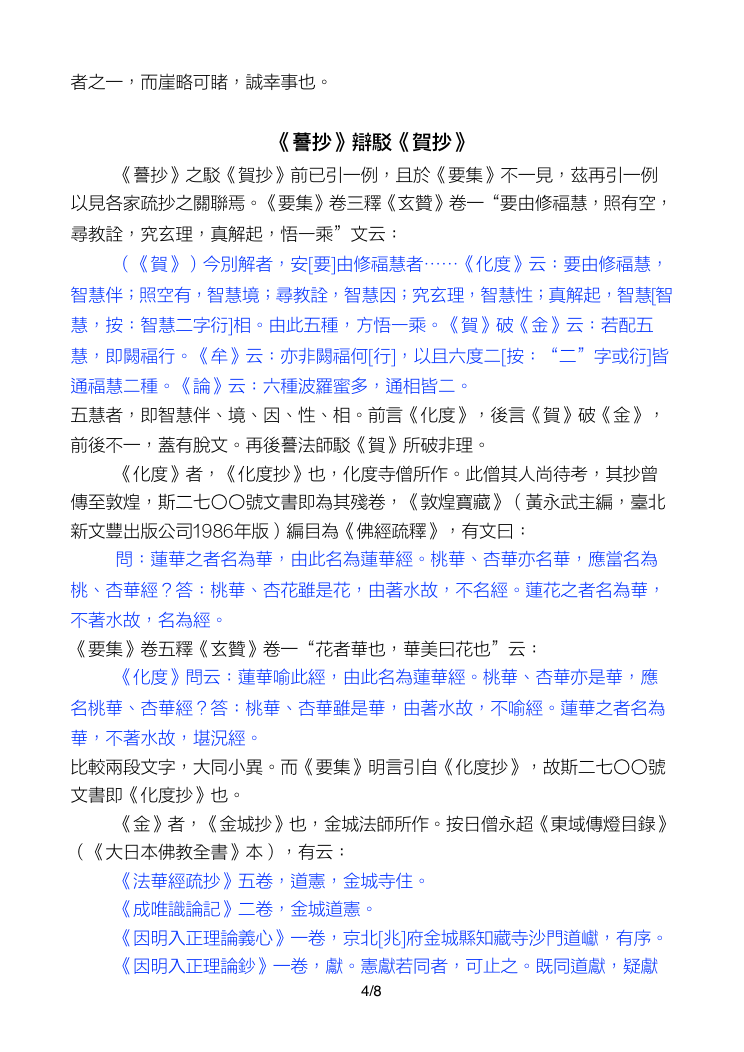 者之一，而崖略可睹，誠幸事也。
《謩抄》辯駁《賀抄》
《謩抄》之駁《賀抄》前已引一例，且於《要集》不一見，茲再引一例
以見各家疏抄之關聯焉。《要集》卷三釋《玄贊》卷一“要由修福慧，照有空，
尋教詮，究玄理，真解起，悟一乘”文云：
（《賀》）今別解者，安[要]由修福慧者……《化度》云：要由修福慧，
智慧伴；照空有，智慧境；尋教詮，智慧因；究玄理，智慧性；真解起，智慧[智
慧，按：智慧二字衍]相。由此五種，方悟一乘。《賀》破《金》云：若配五
慧，即闕福行。《牟》云：亦非闕福何[行]，以且六度二[按：“二”字或衍]皆
通福慧二種。《論》云：六種波羅蜜多，通相皆二。
五慧者，即智慧伴、境、因、性、相。前言《化度》，後言《賀》破《金》，
前後不一，蓋有脫文。再後謩法師駁《賀》所破非理。
《化度》者，《化度抄》也，化度寺僧所作。此僧其人尚待考，其抄曾
傳至敦煌，斯二七〇〇號文書即為其殘卷，《敦煌寶藏》（黃永武主編，臺北
新文豐出版公司1986年版）編目為《佛經疏釋》，有文曰：
問：蓮華之者名為華，由此名為蓮華經。桃華、杏華亦名華，應當名為
桃、杏華經？答：桃華、杏花雖是花，由著水故，不名經。蓮花之者名為華，
不著水故，名為經。
《要集》卷五釋《玄贊》卷一“花者華也，華美曰花也”云：
《化度》問云：蓮華喻此經，由此名為蓮華經。桃華、杏華亦是華，應
名桃華、杏華經？答：桃華、杏華雖是華，由著水故，不喻經。蓮華之者名為
華，不著水故，堪況經。
比較兩段文字，大同小異。而《要集》明言引自《化度抄》，故斯二七〇〇號
文書即《化度抄》也。
《金》者，《金城抄》也，金城法師所作。按日僧永超《東域傳燈目錄》
（《大日本佛教全書》本），有云：
《法華經疏抄》五卷，道憲，金城寺住。
《成唯識論記》二卷，金城道憲。
《因明入正理論義心》一卷，京北[兆]府金城縣知藏寺沙門道巘，有序。
《因明入正理論鈔》一卷，獻。憲獻若同者，可止之。既同道獻，疑獻
4/8